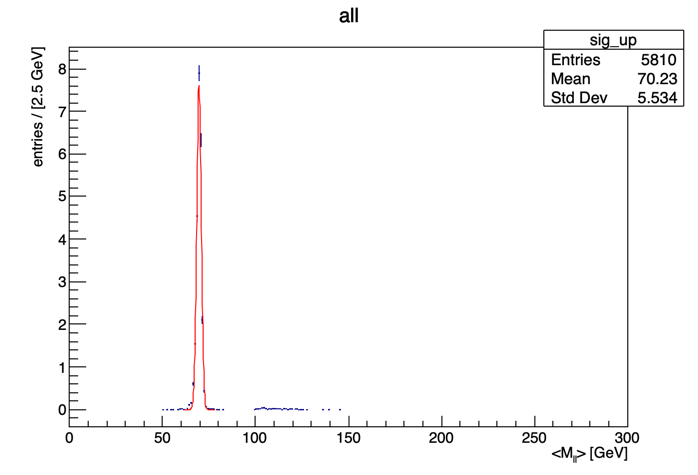 all
sig_up
Entries 5810
Mean 70.23
Std Dev 5.534
entries / [2.5 GeV]
8
7
6
5
4
3
2
1
0
0 50 100 150 200 250 300
<M_ll> [GeV]